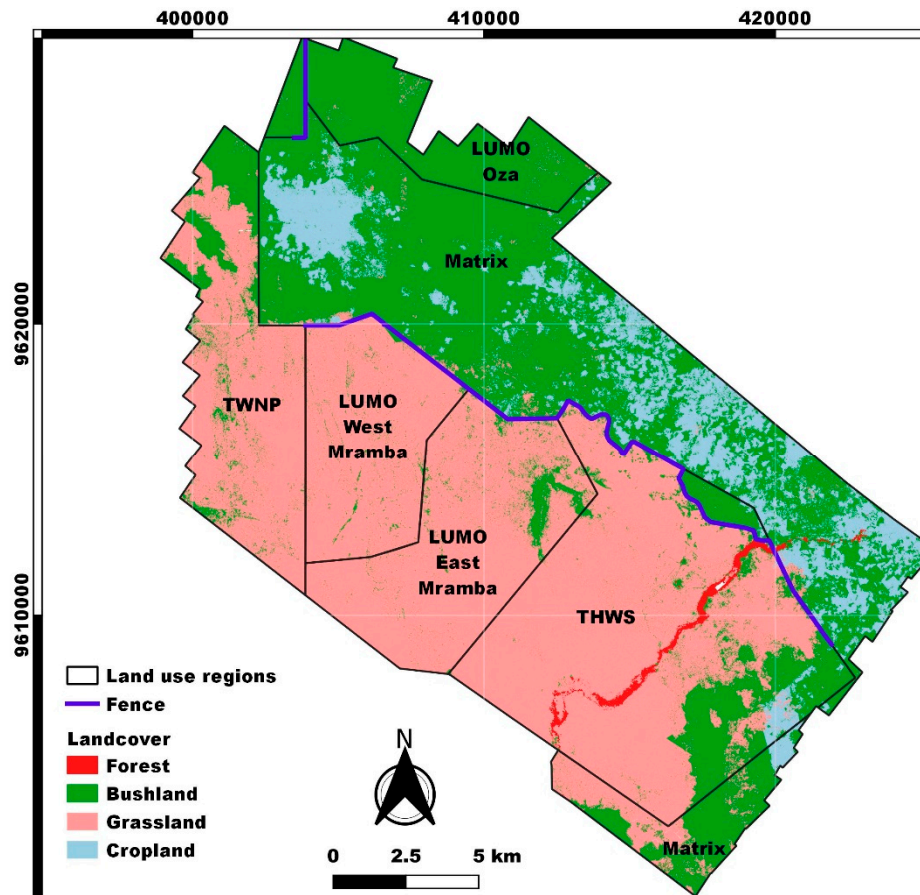 400000 410000 420000
LUMO
Oza
Matrix
9620000
TWNP
LUMO
West
Mramba
LUMO
East
Mramba
THWS
9610000
Land use regions
Fence
Landcover
Forest
Bushland
Grassland
Cropland
N
0 2.5 5 km
Matrix